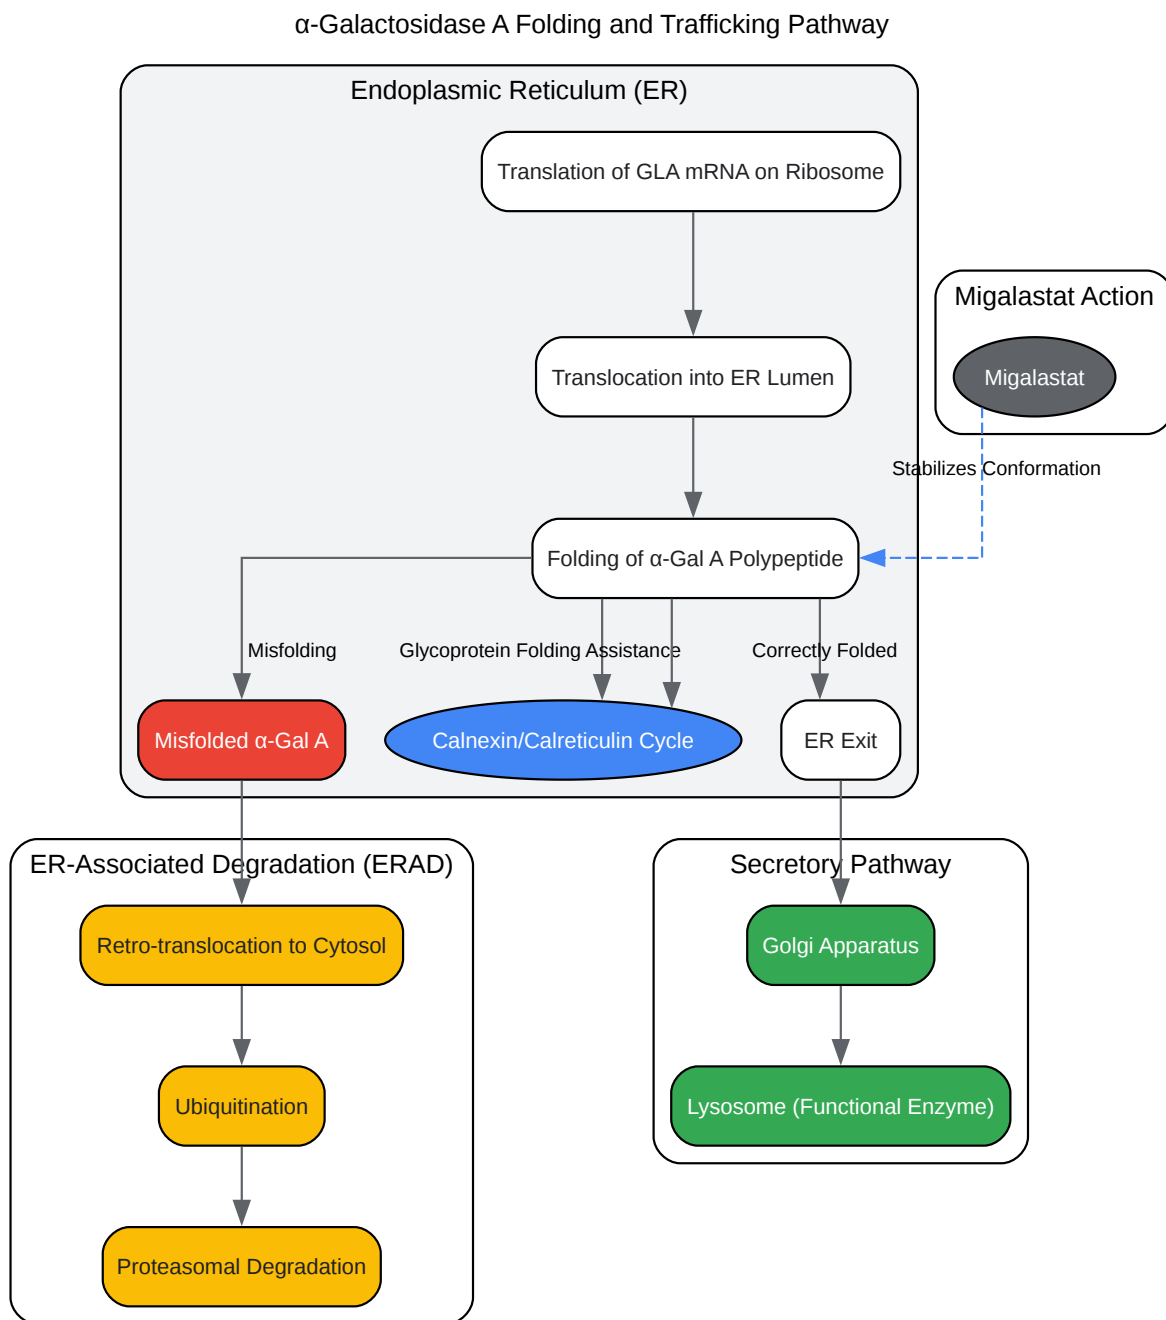 α-Galactosidase A Folding and Trafficking Pathway
Endoplasmic Reticulum (ER)
Translation of GLA mRNA on Ribosome
Migalastat Action
Translocation into ER Lumen
Migalastat
Stabilizes Conformation
Folding of α-Gal A Polypeptide
Misfolding
Glycoprotein Folding Assistance
Correctly Folded
Misfolded α-Gal A
Calnexin/Calreticulin Cycle
ER Exit
ER-Associated Degradation (ERAD)
Secretory Pathway
Retro-translocation to Cytosol
Golgi Apparatus
Ubiquitination
Lysosome (Functional Enzyme)
Proteasomal Degradation